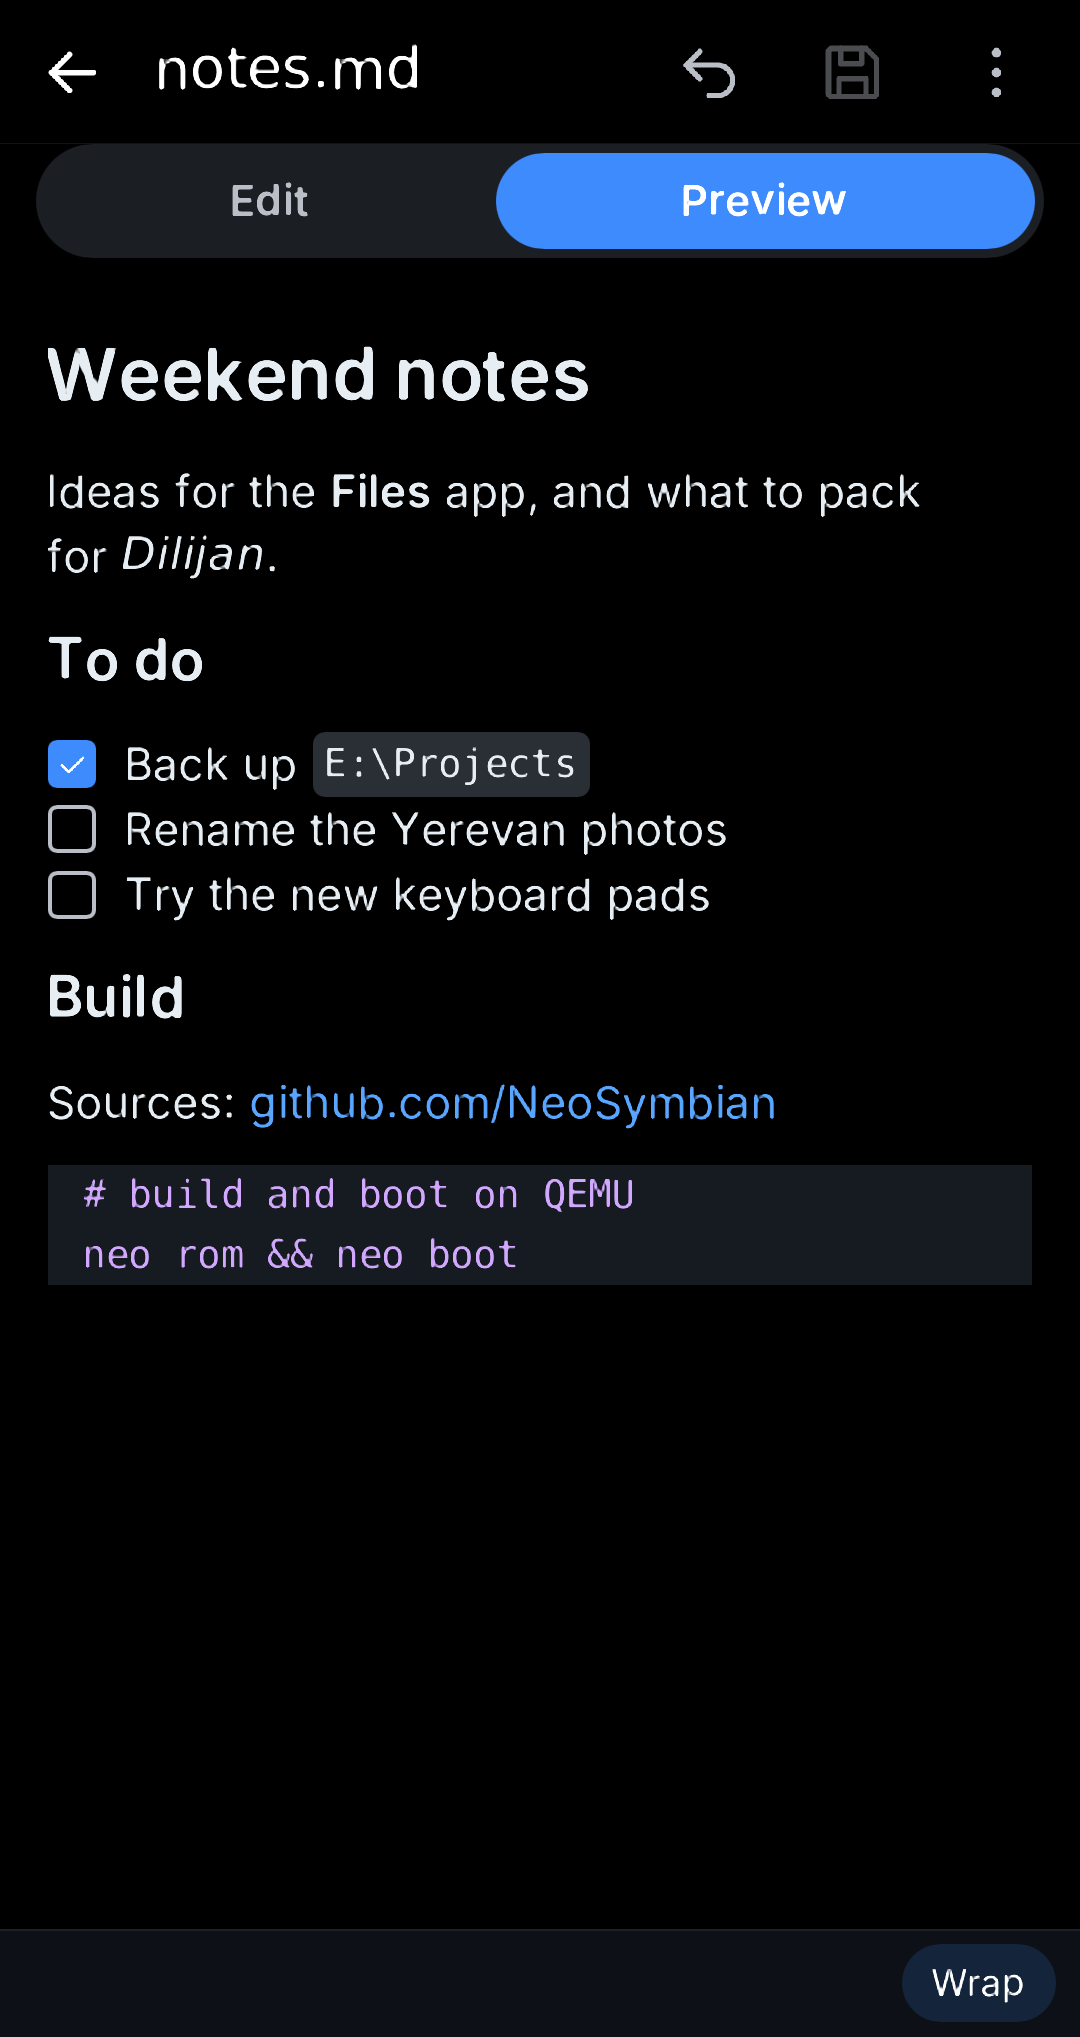 notes.md
Edit
Preview
Weekend notes
Ideas for the Files app, and what to pack
for Dilijan.
To do
Back up E:\Projects
Rename the Yerevan photos
Try the new keyboard pads
Build
Sources: github.com/NeoSymbian
# build and boot on QEMU
neo rom && neo boot
Wrap